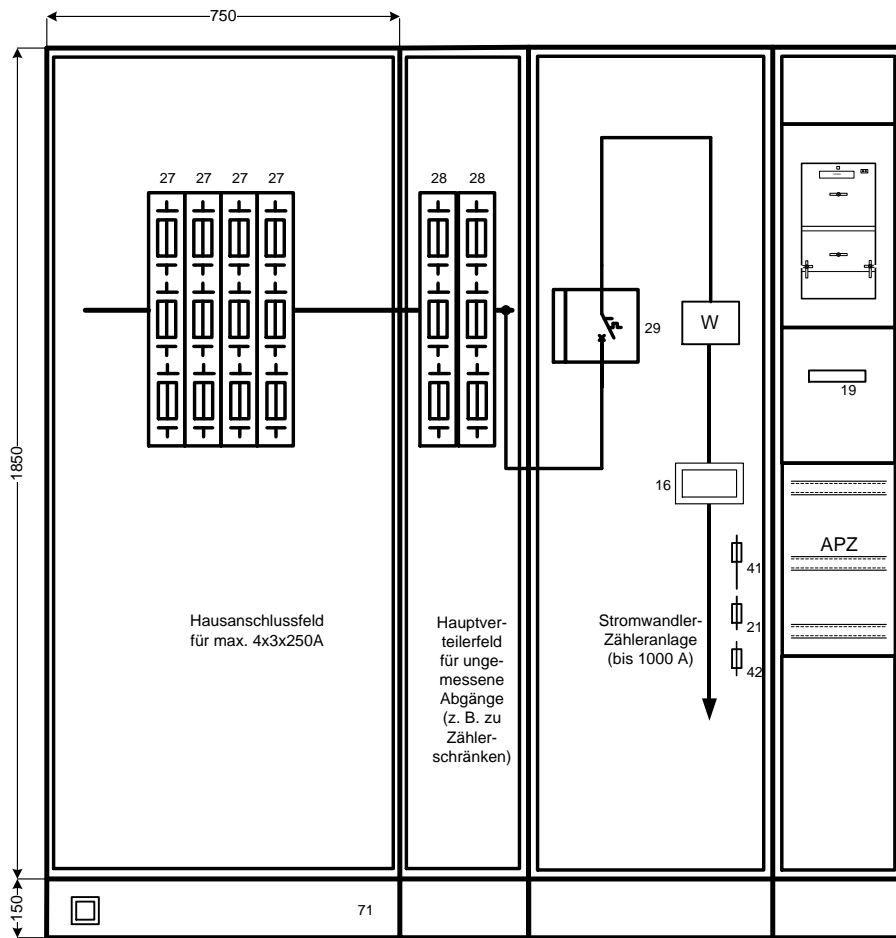 750
27 27 27 27
28 28
29
W
19
1850
16
APZ
41
21
42
Hausanschlussfeld
für max. 4x3x250A
Hauptver-
teilerfeld
für unge-
messene
Abgänge
(z. B. zu
Zähler-
schränken)
Stromwandler-
Zähleranlage
(bis 1000 A)
150
71